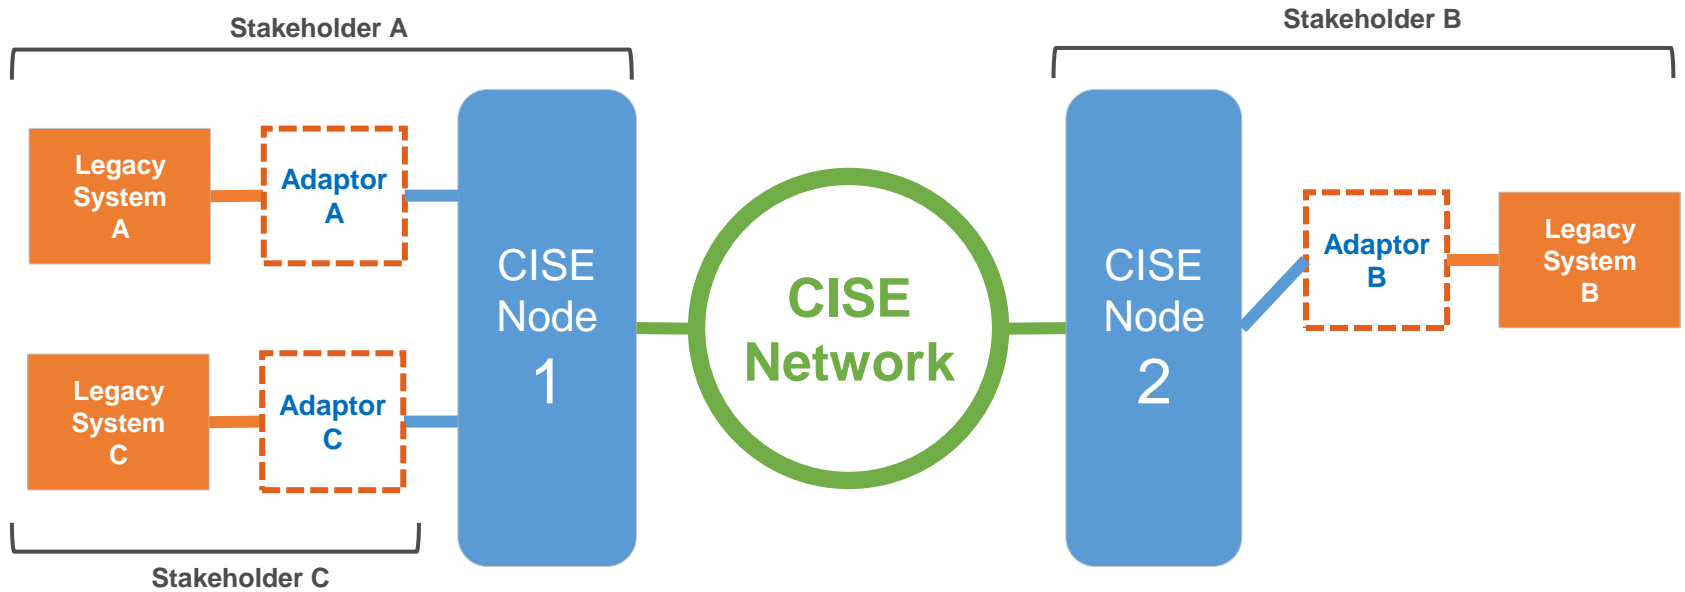 Stakeholder A
Stakeholder B
Legacy
System
A
Adaptor
A
CISE
Node
1
Legacy
System
C
Adaptor
C
Stakeholder C
CISE
Network
CISE
Node
2
Adaptor
B
Legacy
System
B